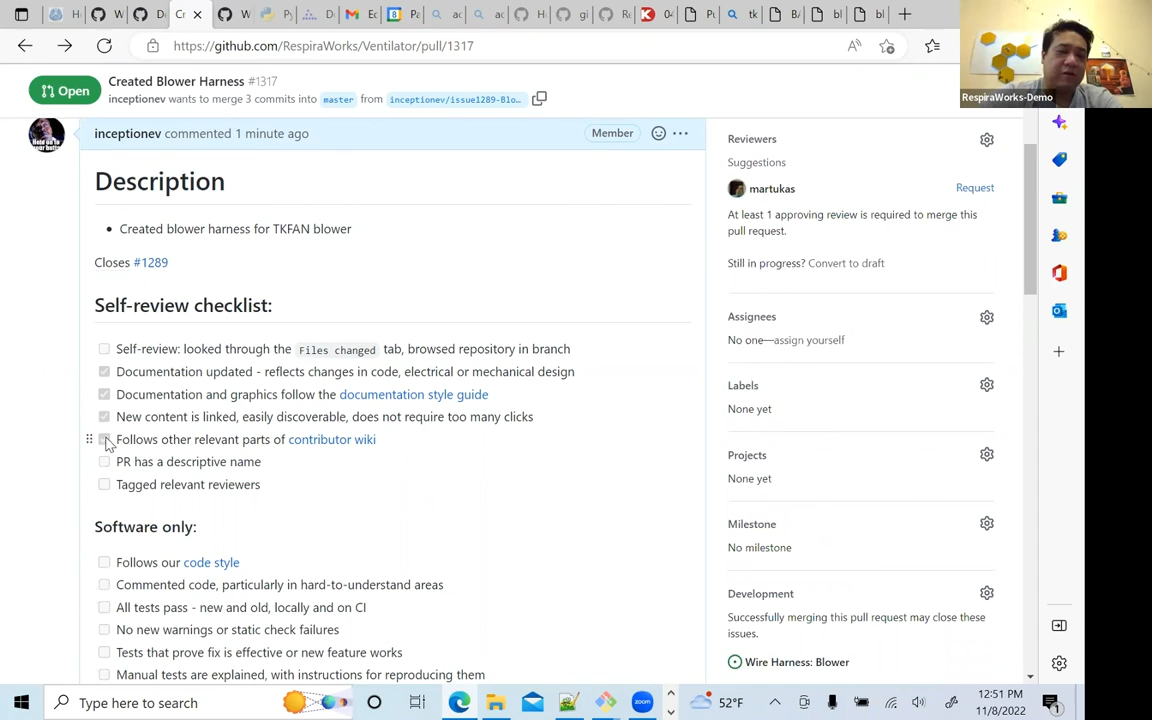 https://github.com/RespiraWorks/Ventilator/pull/1317
RespiraWorks-Demo
Open
Created Blower Harness #1317
inceptionev wants to merge 3 commits into master from inceptionev/issue1289-Blo...
inceptionev commented 1 minute ago
Member
Description
Created blower harness for TKFAN blower
Closes #1289
Self-review checklist:
Self-review: looked through the Files changed tab, browsed repository in branch
Documentation updated - reflects changes in code, electrical or mechanical design
Documentation and graphics follow the documentation style guide
New content is linked, easily discoverable, does not require too many clicks
Follows other relevant parts of contributor wiki
PR has a descriptive name
Tagged relevant reviewers
Software only:
Follows our code style
Commented code, particularly in hard-to-understand areas
All tests pass - new and old, locally and on CI
No new warnings or static check failures
Tests that prove fix is effective or new feature works
Manual tests are explained, with instructions for reproducing them
Reviewers
Suggestions
martukas
Request
At least 1 approving review is required to merge this
pull request.
Still in progress? Convert to draft
Assignees
No one—assign yourself
Labels
None yet
Projects
None yet
Milestone
No milestone
Development
Successfully merging this pull request may close these
issues.
Wire Harness: Blower
Type here to search
52°F
12:51 PM
11/8/2022